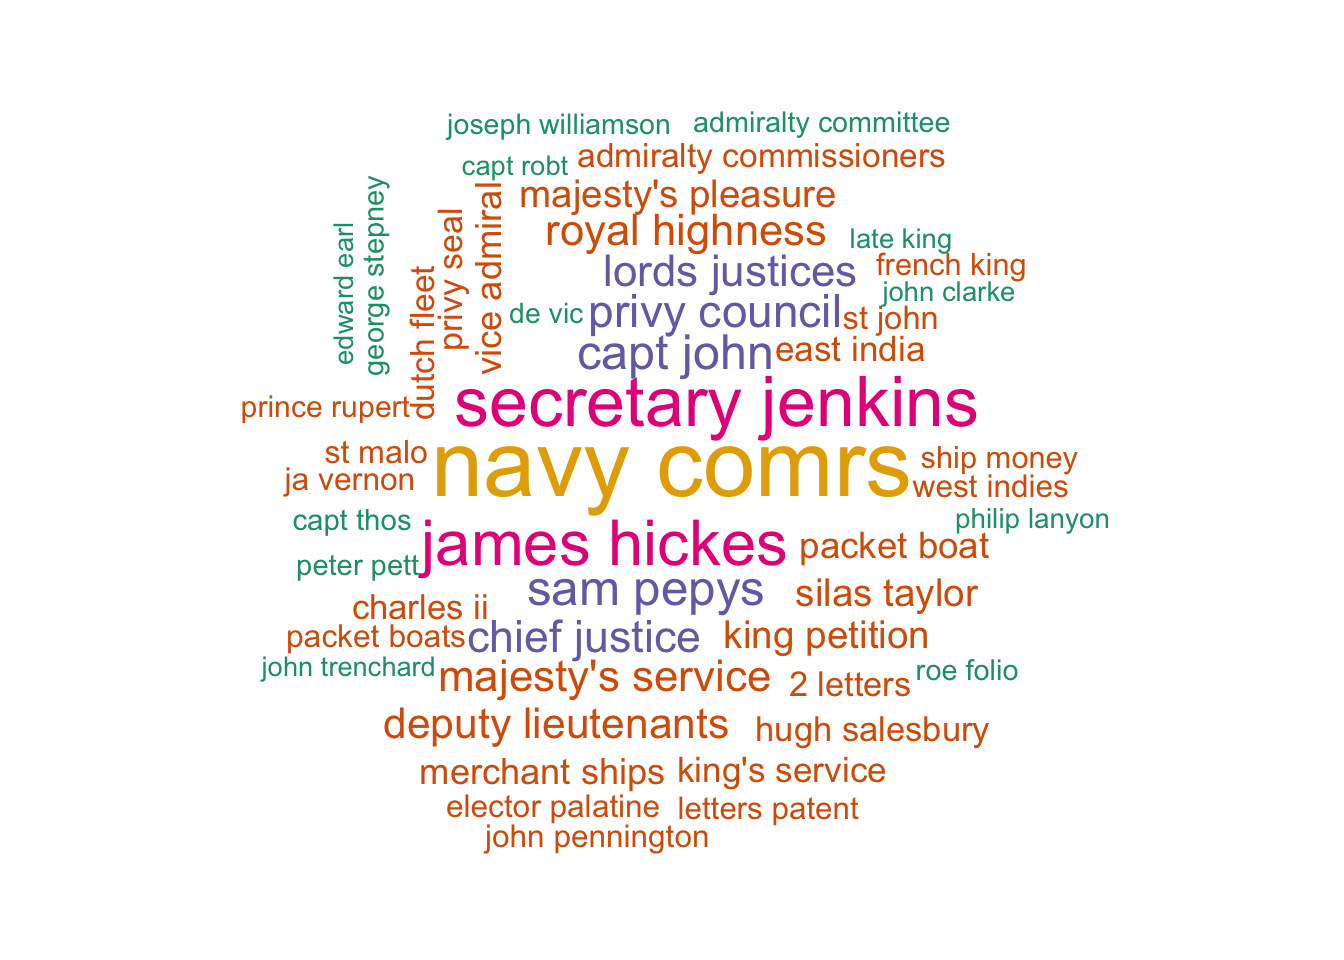 joseph williamson
admiralty committee
capt robt
admiralty commissioners
majesty's pleasure
edward earl
george stepney
dutch fleet
privy seal
vice admiral
royal highness
late king
lords justices
french king
john clarke
de vic
privy council
st john
capt john
east india
prince rupert
secretary jenkins
st malo
ja vernon
navy comrs
ship money
west indies
capt thos
philip lanyon
james hickes
packet boat
peter pett
sam pepys
silas taylor
charles ii
packet boats
chief justice
king petition
john trenchard
majesty's service
2 letters
roe folio
deputy lieutenants
hugh salesbury
merchant ships
king's service
elector palatine
letters patent
john pennington